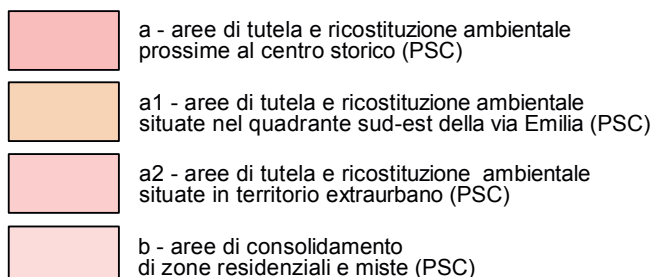 a - aree di tutela e ricostituzione ambientale
prossime al centro storico (PSC)
a1 - aree di tutela e ricostituzione ambientale
situate nel quadrante sud-est della via Emilia (PSC)
a2 - aree di tutela e ricostituzione ambientale
situate in territorio extraurbano (PSC)
b - aree di consolidamento
di zone residenziali e miste (PSC)